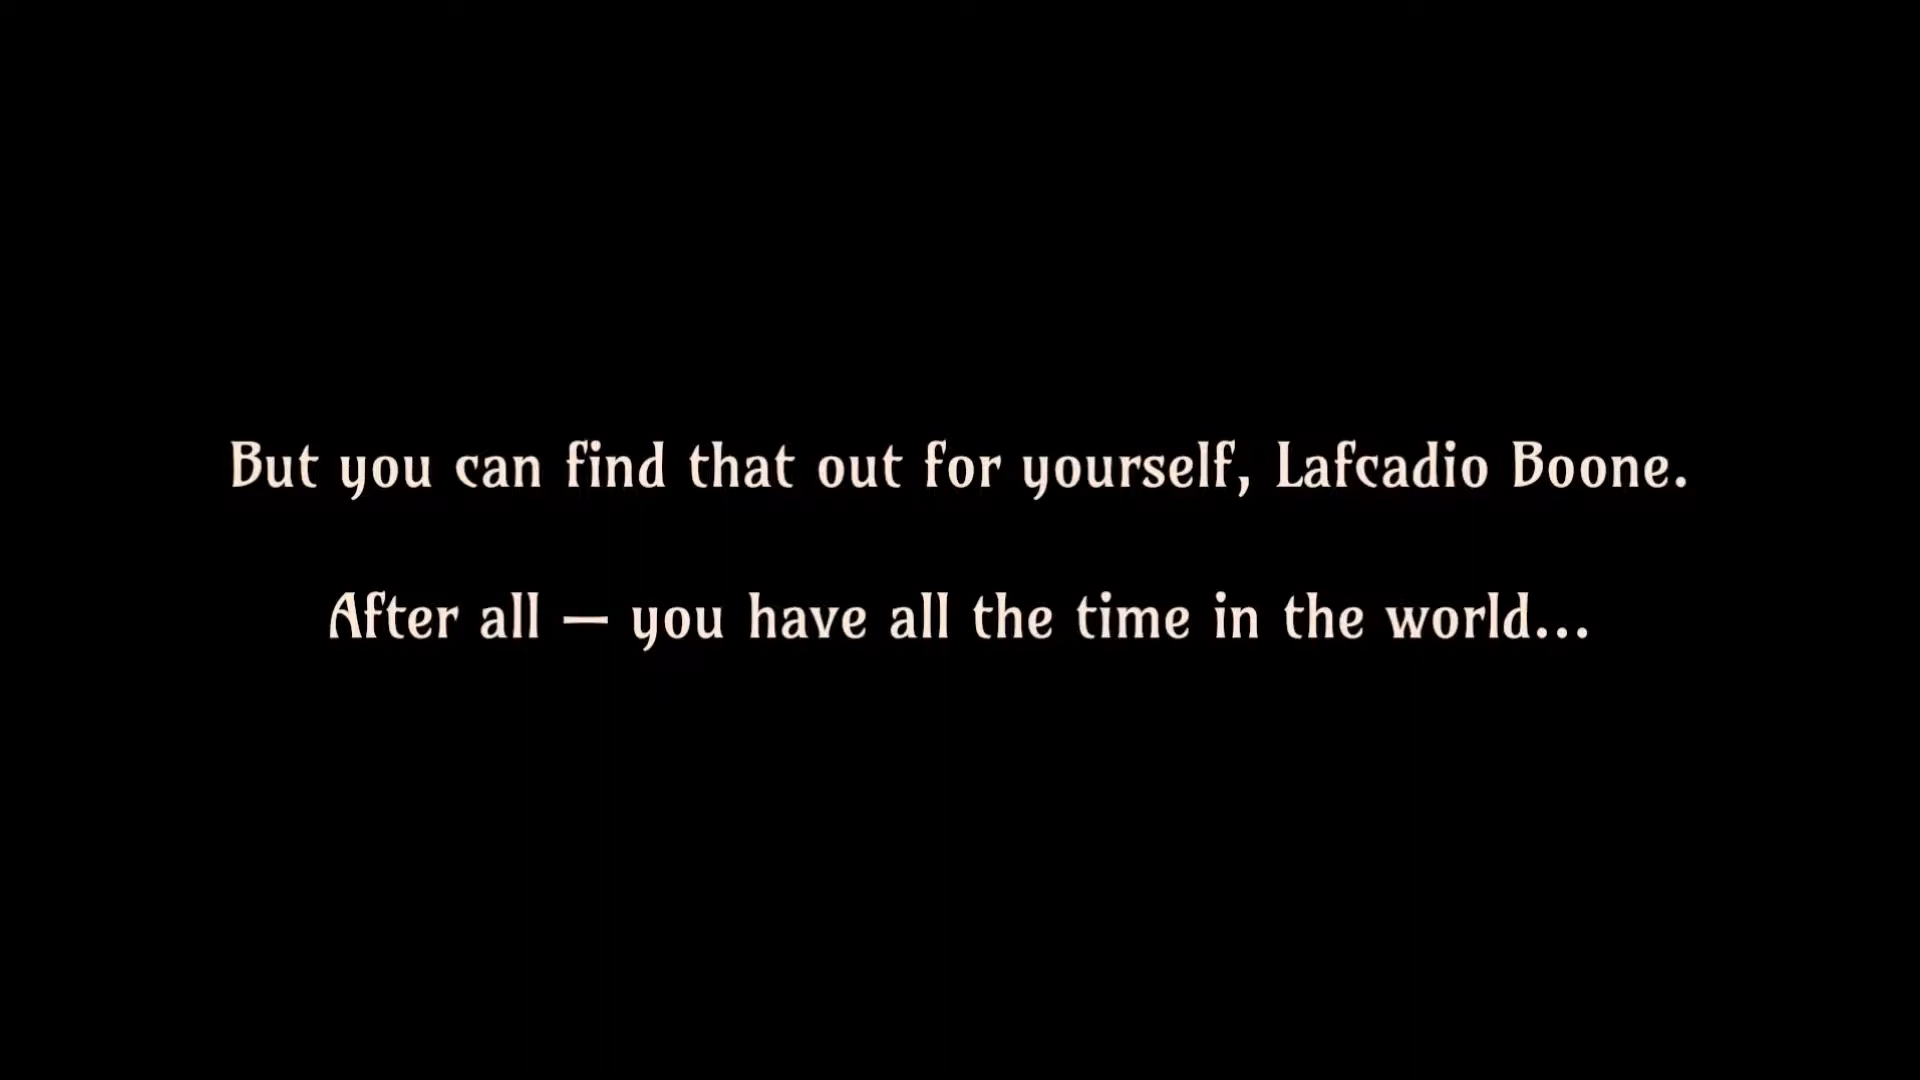 But you can find that out for yourself, Lafcadio Boone.
After all — you have all the time in the world...